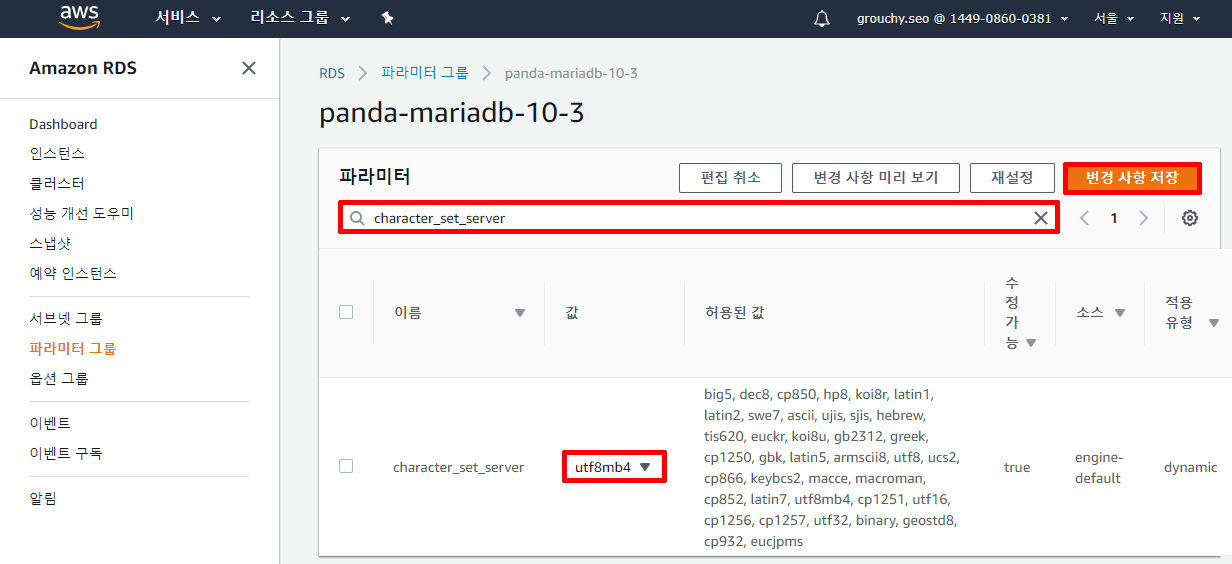 aws 서비스 리소스 그룹 grouchy.seo @ 1449-0860-0381 서울 지원
Amazon RDS
Dashboard
인스턴스
클러스터
성능 개선 도우미
스냅샷
예약 인스턴스
서브넷 그룹
파라미터 그룹
옵션 그룹
이벤트
이벤트 구독
알림
RDS 파라미터 그룹 panda-mariadb-10-3
panda-mariadb-10-3
파라미터 편집 취소 변경 사항 미리 보기 재설정 변경 사항 저장
character_set_server 1
이름 값 허용된 값
수
정
가
능
소스
적용
유형
character_set_server
utf8mb4
big5, dec8, cp850, hp8, koi8r, latin1,
latin2, swe7, ascii, ujis, sjis, hebrew,
tis620, euckr, koi8u, gb2312, greek,
cp1250, gbk, latin5, armscii8, utf8, ucs2,
cp866, keybcs2, macce, macroman,
cp852, latin7, utf8mb4, cp1251, utf16,
cp1256, cp1257, utf32, binary, geostd8,
cp932, eucjpms
true
engine-
default
dynamic